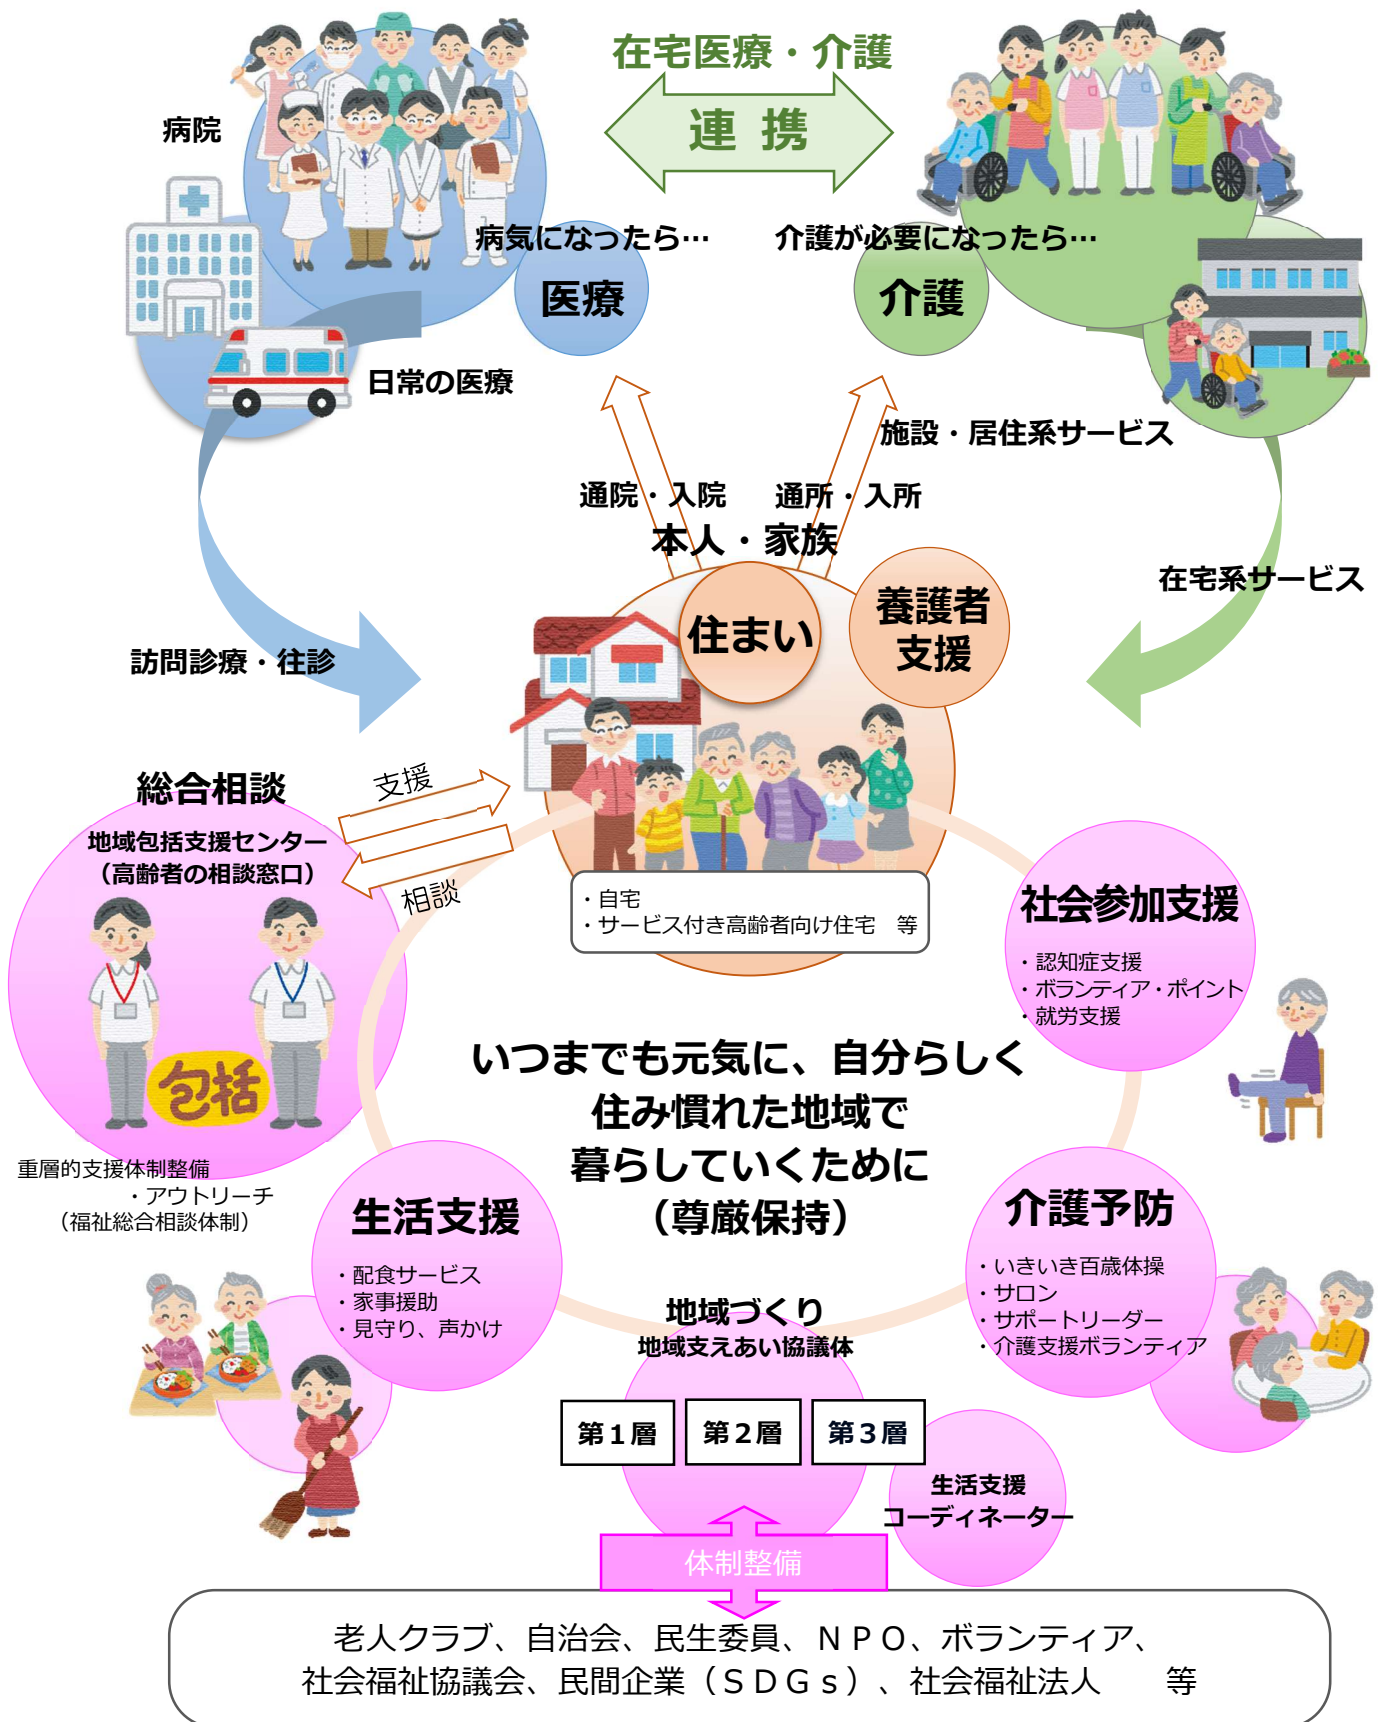 在宅医療・介護
連携
病院
病気になったら…
医療
介護が必要になったら…
介護
日常の医療
施設・居住系サービス
通院・入院
通所・入所
本人・家族
在宅系サービス
住まい
養護者
支援
訪問診療・往診
総合相談
地域包括支援センター
（高齢者の相談窓口）
支援
相談
・自宅
・サービス付き高齢者向け住宅　等
社会参加支援
・認知症支援
・ボランティア・ポイント
・就労支援
包括
いつまでも元気に、自分らしく
住み慣れた地域で
暮らしていくために
（尊厳保持）
重層的支援体制整備
・アウトリーチ
（福祉総合相談体制）
生活支援
・配食サービス
・家事援助
・見守り、声かけ
介護予防
・いきいき百歳体操
・サロン
・サポートリーダー
・介護支援ボランティア
地域づくり
地域支えあい協議体
第１層
第２層
第３層
生活支援
コーディネーター
体制整備
老人クラブ、自治会、民生委員、ＮＰＯ、ボランティア、
社会福祉協議会、民間企業（ＳＤＧｓ）、社会福祉法人　　等